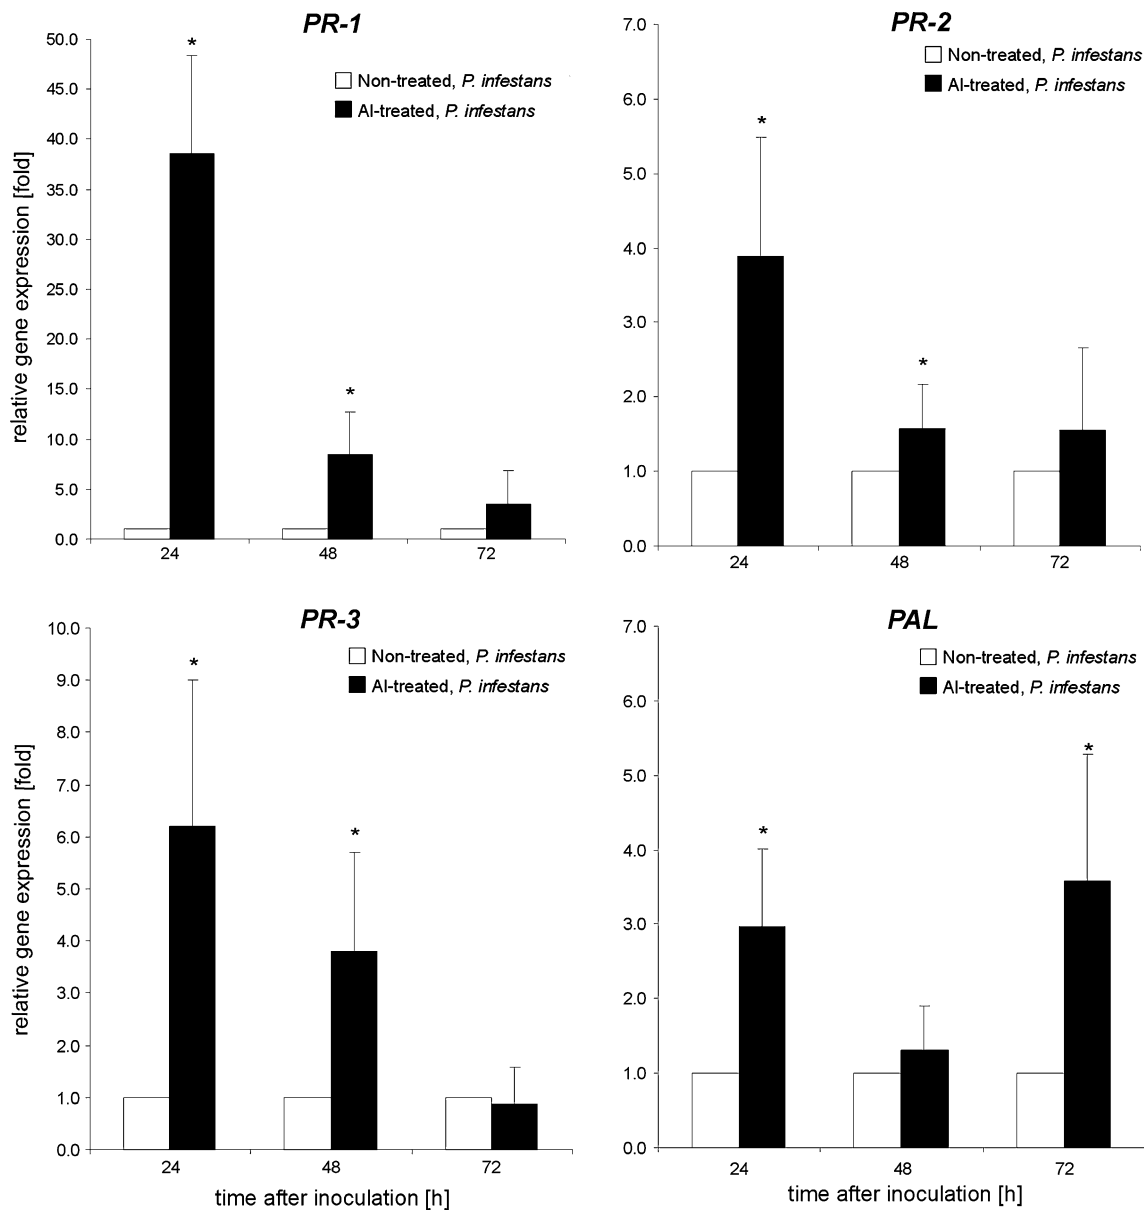 PR-1
50.0
45.0
40.0
35.0
30.0
25.0
20.0
15.0
10.0
5.0
0.0
relative gene expression [fold]
Non-treated, P. infestans
Al-treated, P. infestans
*
*
24 48 72
PR-2
7.0
6.0
5.0
4.0
3.0
2.0
1.0
0.0
Non-treated, P. infestans
Al-treated, P. infestans
*
*
24 48 72
PR-3
10.0
9.0
8.0
7.0
6.0
5.0
4.0
3.0
2.0
1.0
0.0
relative gene expression [fold]
Non-treated, P. infestans
Al-treated, P. infestans
*
*
24 48 72
time after inoculation [h]
PAL
7.0
6.0
5.0
4.0
3.0
2.0
1.0
0.0
Non-treated, P. infestans
Al-treated, P. infestans
*
*
24 48 72
time after inoculation [h]